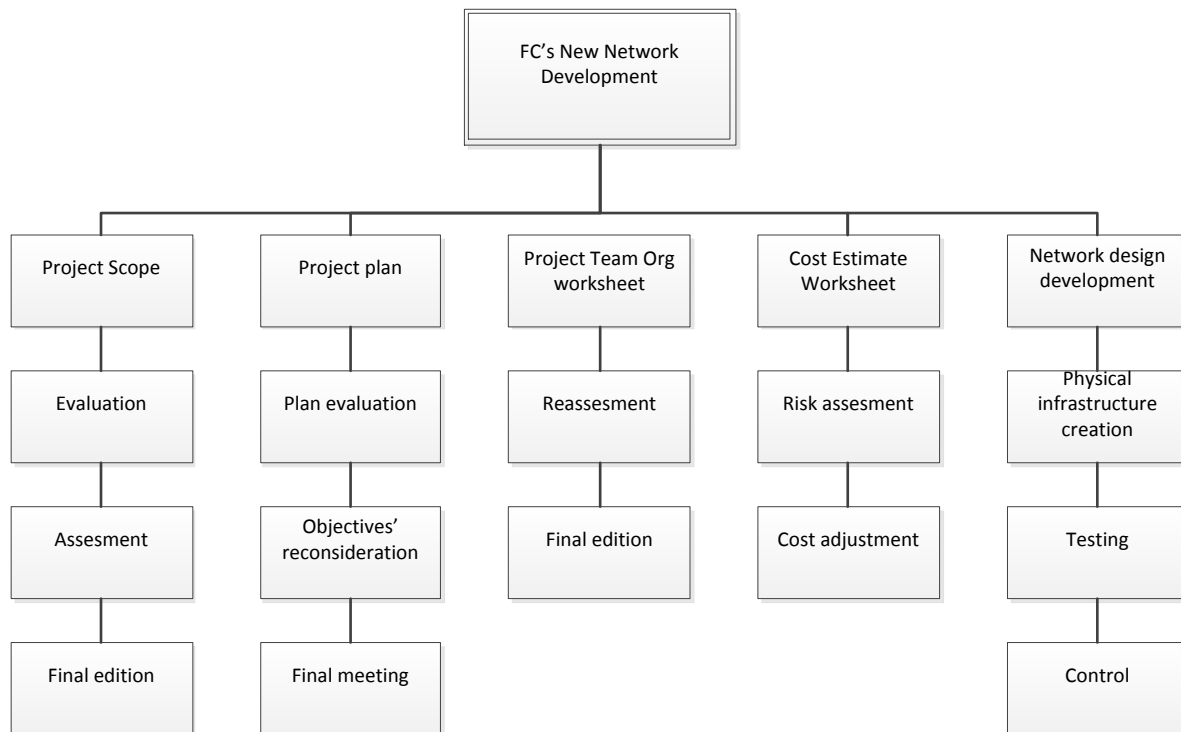 FC’s New Network
Development
Project Scope
Project plan
Project Team Org
worksheet
Cost Estimate
Worksheet
Network design
development
Evaluation
Plan evaluation
Reassesment
Risk assesment
Physical
infrastructure
creation
Assesment
Objectives’
reconsideration
Final edition
Cost adjustment
Testing
Final edition
Final meeting
Control